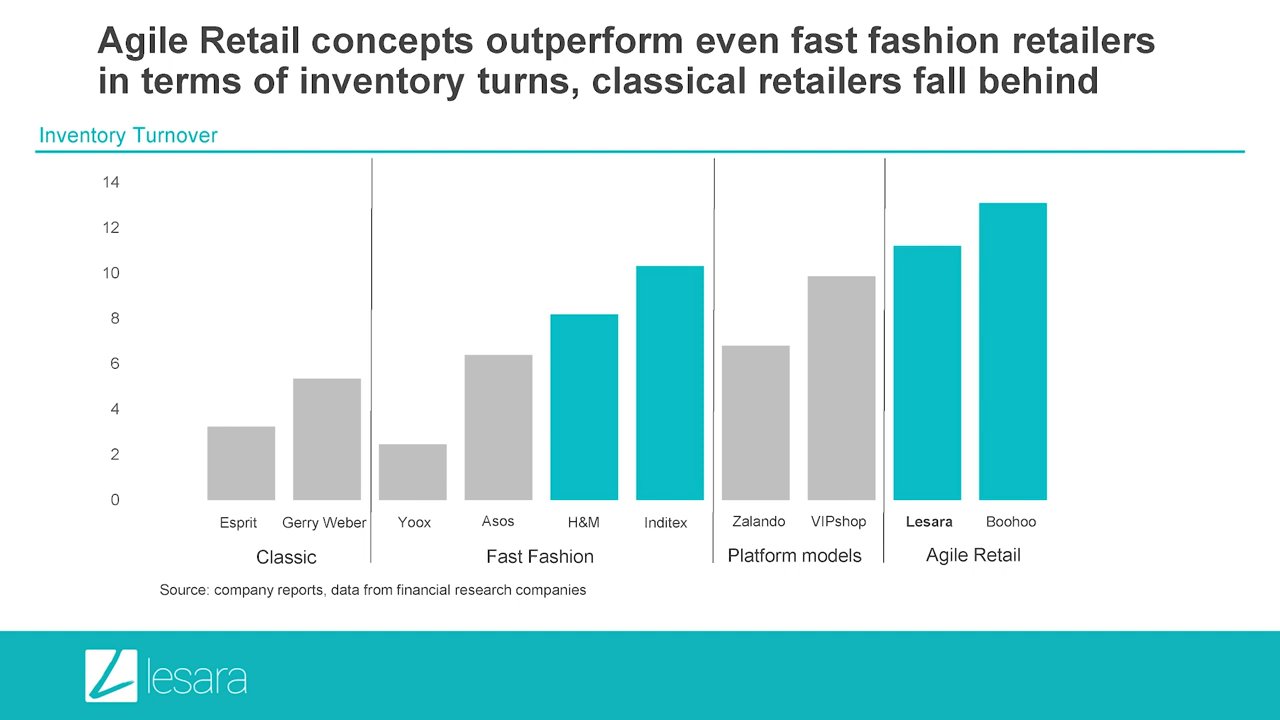 Agile Retail concepts outperform even fast fashion retailers
in terms of inventory turns, classical retailers fall behind
Inventory Turnover
14
12
10
8
6
4
2
0
Esprit Gerry Weber Yoox Asos H&M Inditex Zalando VIPshop Lesara Boohoo
Classic Fast Fashion Platform models Agile Retail
Source: company reports, data from financial research companies
lesara